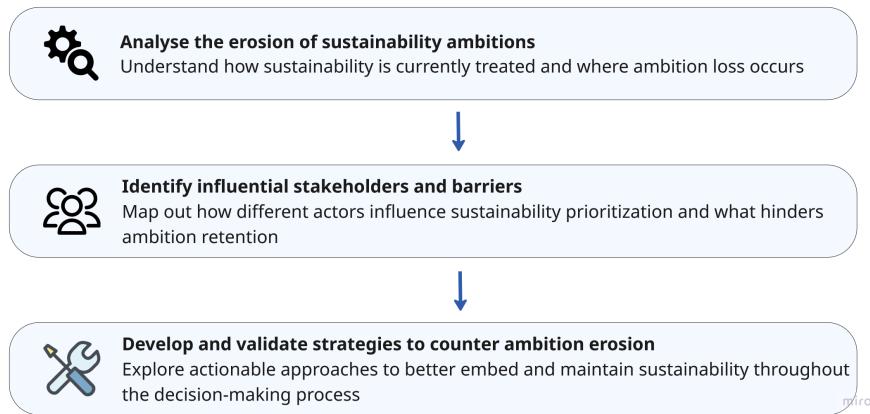 Analyse the erosion of sustainability ambitions
Understand how sustainability is currently treated and where ambition loss occurs
Identify influential stakeholders and barriers
Map out how different actors influence sustainability prioritization and what hinders
ambition retention
Develop and validate strategies to counter ambition erosion
Explore actionable approaches to better embed and maintain sustainability throughout
the decision-making process
miro